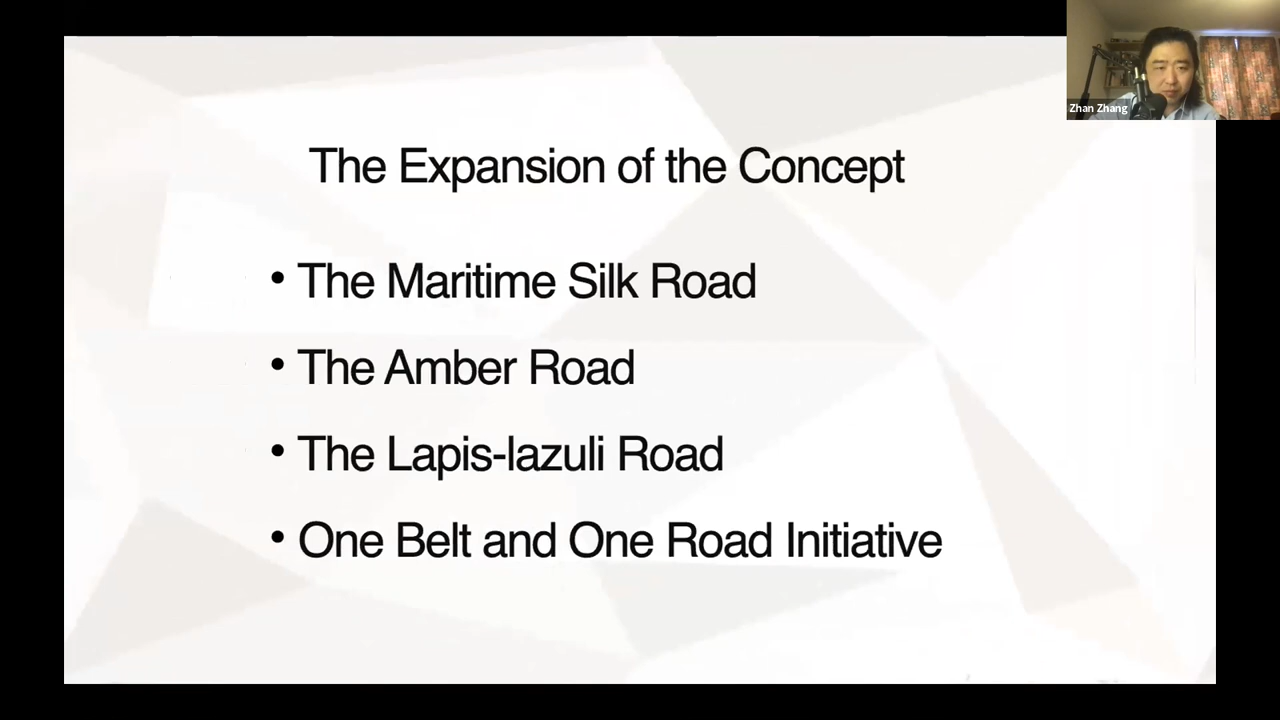 Zhan Zhang
The Expansion of the Concept
• The Maritime Silk Road
• The Amber Road
• The Lapis-lazuli Road
• One Belt and One Road Initiative